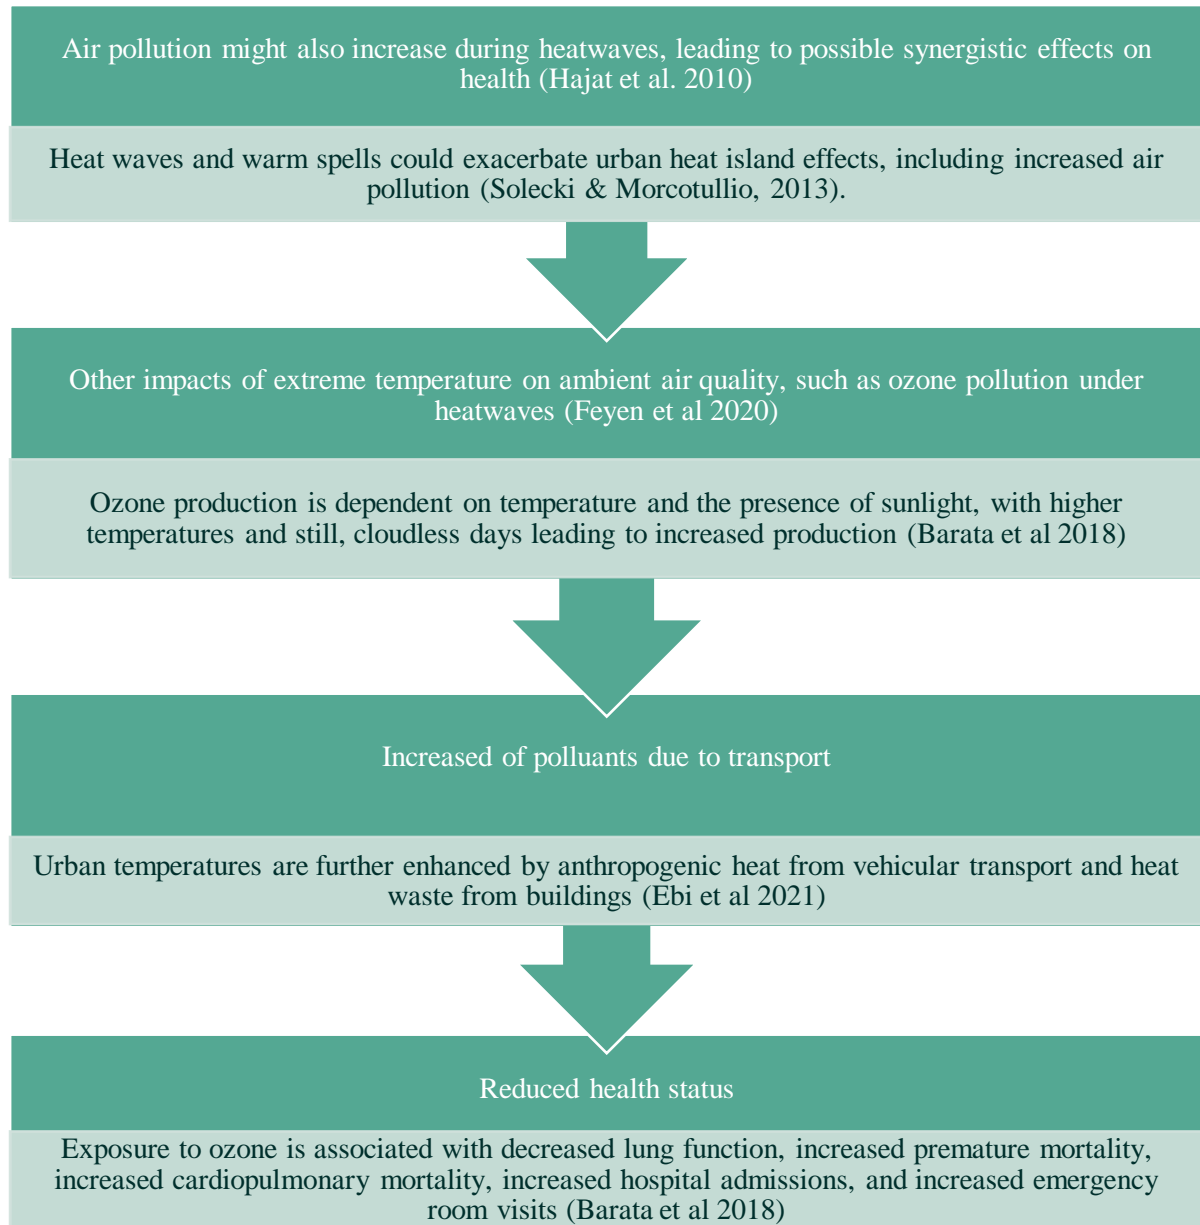 Air pollution might also increase during heatwaves, leading to possible synergistic effects on
health (Hajat et al. 2010)
Heat waves and warm spells could exacerbate urban heat island effects, including increased air
pollution (Solecki & Morcotullio, 2013).
Other impacts of extreme temperature on ambient air quality, such as ozone pollution under
heatwaves (Feyen et al 2020)
Ozone production is dependent on temperature and the presence of sunlight, with higher
temperatures and still, cloudless days leading to increased production (Barata et al 2018)
Increased of polluants due to transport
Urban temperatures are further enhanced by anthropogenic heat from vehicular transport and heat
waste from buildings (Ebi et al 2021)
Reduced health status
Exposure to ozone is associated with decreased lung function, increased premature mortality,
increased cardiopulmonary mortality, increased hospital admissions, and increased emergency
room visits (Barata et al 2018)